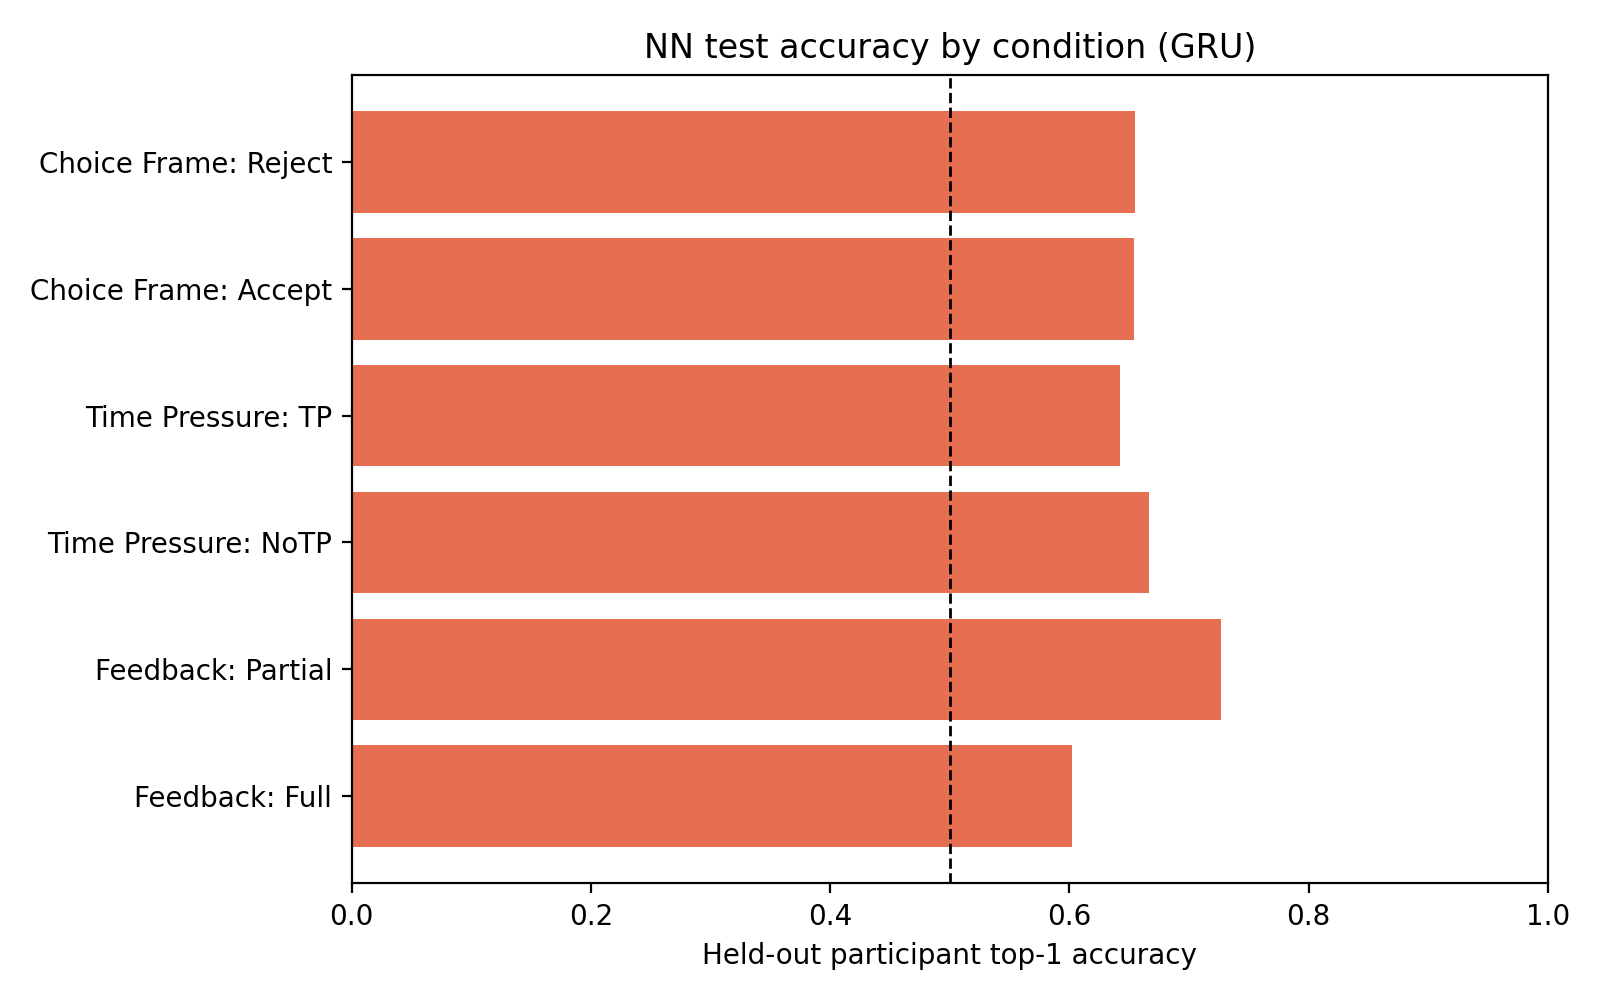 NN test accuracy by condition (GRU)
Choice Frame: Reject
Choice Frame: Accept
Time Pressure: TP
Time Pressure: NoTP
Feedback: Partial
Feedback: Full
0.0 0.2 0.4 0.6 0.8 1.0
Held-out participant top-1 accuracy